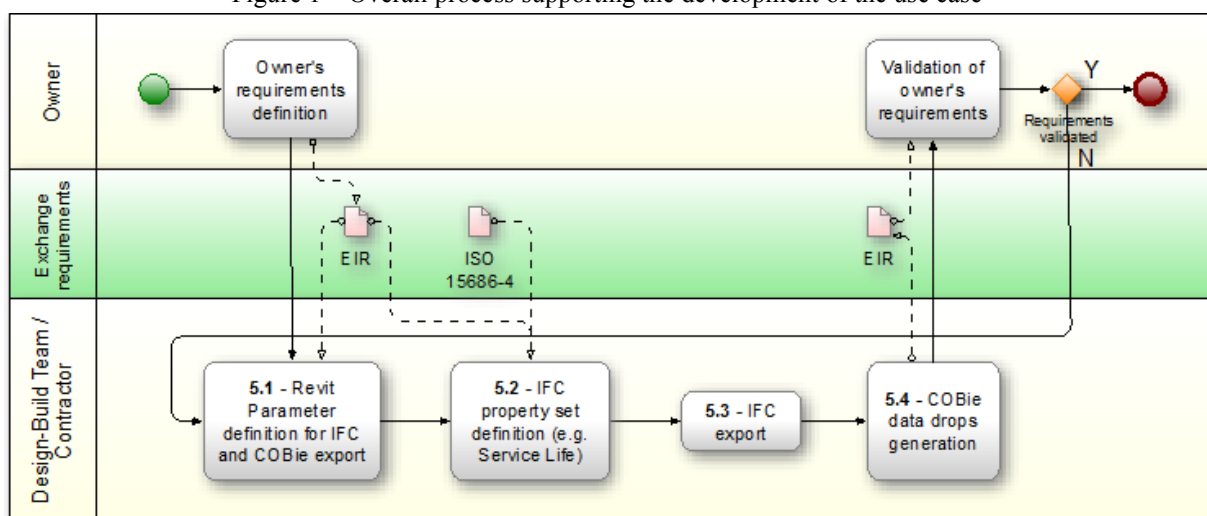 Figure 1 – Overall process supporting the development of the use case
Owner
Owner's
requirements
definition
Validation of
owner's
requirements
Y
Requirements
validated
N
Exchange
requirements
EIR
ISO
15686-4
EIR
Design-Build Team /
Contractor
5.1 - Revit
Parameter
definition for IFC
and COBie export
5.2 - IFC
property set
definition (e.g.
Service Life)
5.3 - IFC
export
5.4 - COBie
data drops
generation